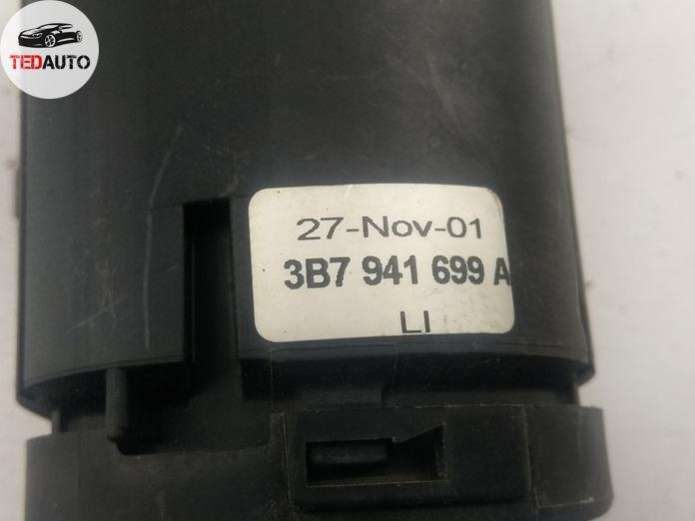 TEDAUTO
27-Nov-01
3B7 941 699 A
LI